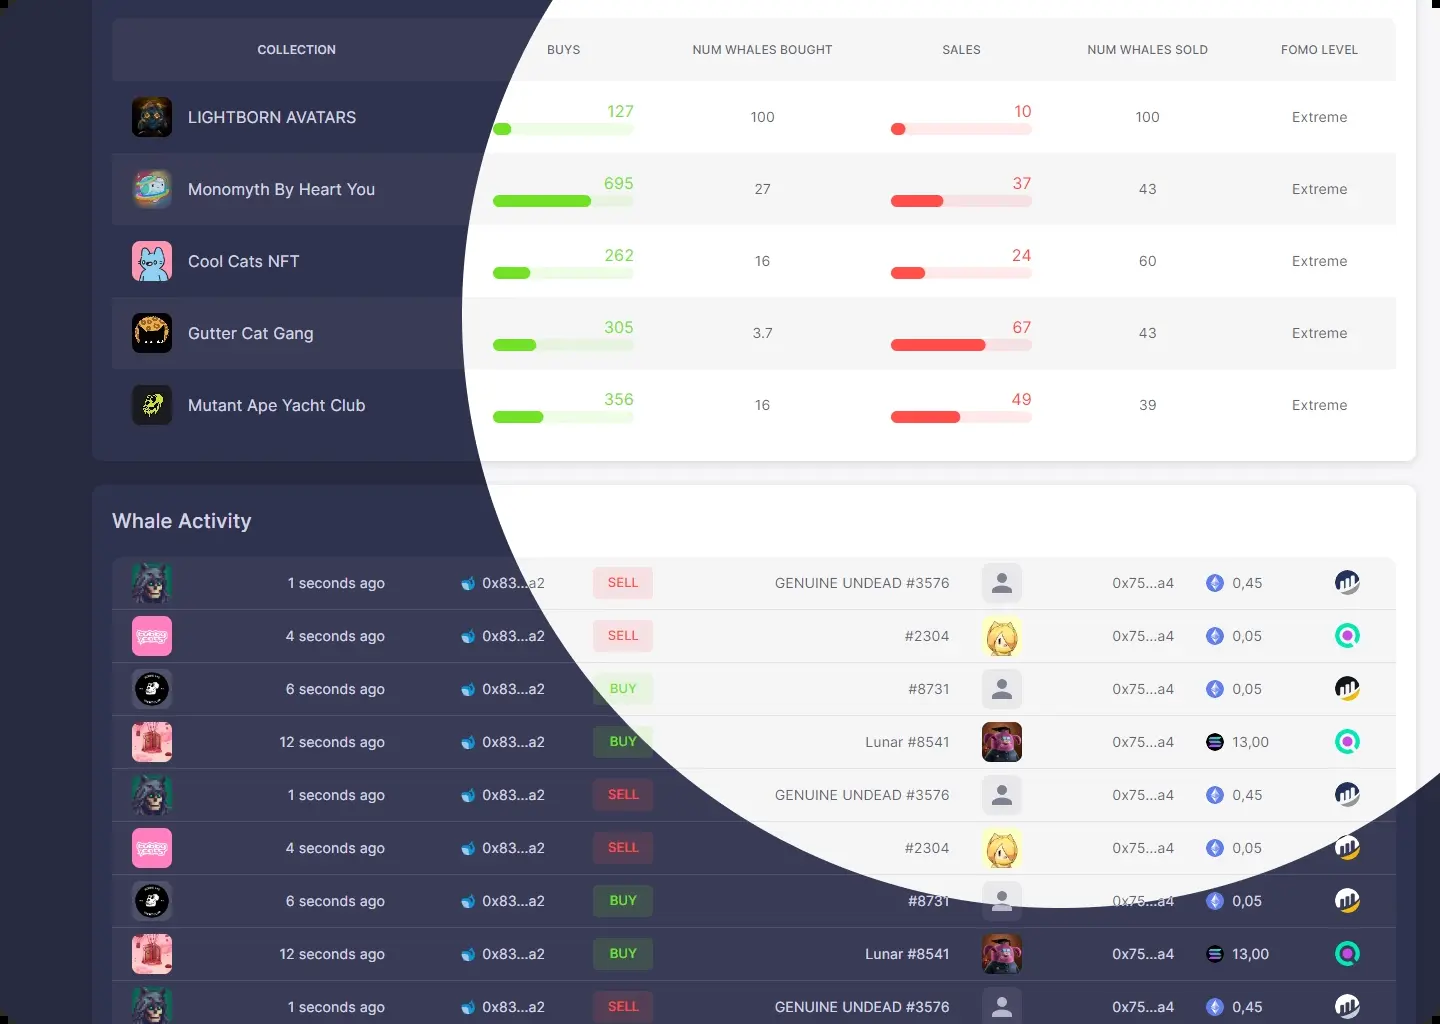 COLLECTION BUYS NUM WHALES BOUGHT SALES NUM WHALES SOLD FOMO LEVEL
LIGHTBORN AVATARS 127 100 10 100 Extreme
Monomyth By Heart You 695 27 37 43 Extreme
Cool Cats NFT 262 16 24 60 Extreme
Gutter Cat Gang 305 3.7 67 43 Extreme
Mutant Ape Yacht Club 356 16 49 39 Extreme
Whale Activity
1 seconds ago 0x83...a2 SELL GENUINE UNDEAD #3576 0x75...a4 0,45
4 seconds ago 0x83...a2 SELL #2304 0x75...a4 0,05
6 seconds ago 0x83...a2 BUY #8731 0x75...a4 0,05
12 seconds ago 0x83...a2 BUY Lunar #8541 0x75...a4 13,00
1 seconds ago 0x83...a2 SELL GENUINE UNDEAD #3576 0x75...a4 0,45
4 seconds ago 0x83...a2 SELL #2304 0x75...a4 0,05
6 seconds ago 0x83...a2 BUY #8731 0x75...a4 0,05
12 seconds ago 0x83...a2 BUY Lunar #8541 0x75...a4 13,00
1 seconds ago 0x83...a2 SELL GENUINE UNDEAD #3576 0x75...a4 0,45